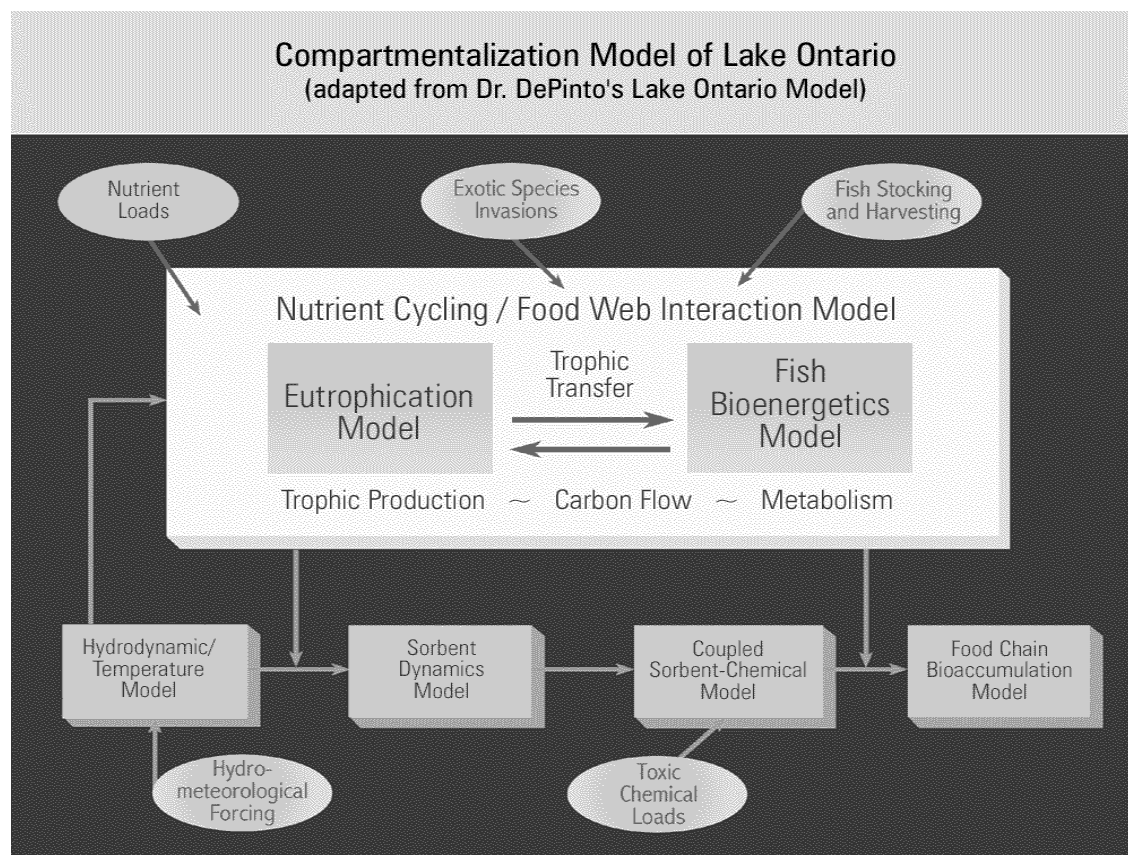 Compartmentalization Model of Lake Ontario
(adapted from Dr. DePinto's Lake Ontario Model)
Nutrient
Loads
Exotic Species
Invasions
Fish Stocking
and Harvesting
Nutrient Cycling / Food Web Interaction Model
Eutrophication
Model
Trophic
Transfer
Fish
Bioenergetics
Model
Trophic Production ~ Carbon Flow ~ Metabolism
Hydrodynamic/
Temperature
Model
Sorbent
Dynamics
Model
Coupled
Sorbent-Chemical
Model
Food Chain
Bioaccumulation
Model
Hydro-
meteorological
Forcing
Toxic
Chemical
Loads